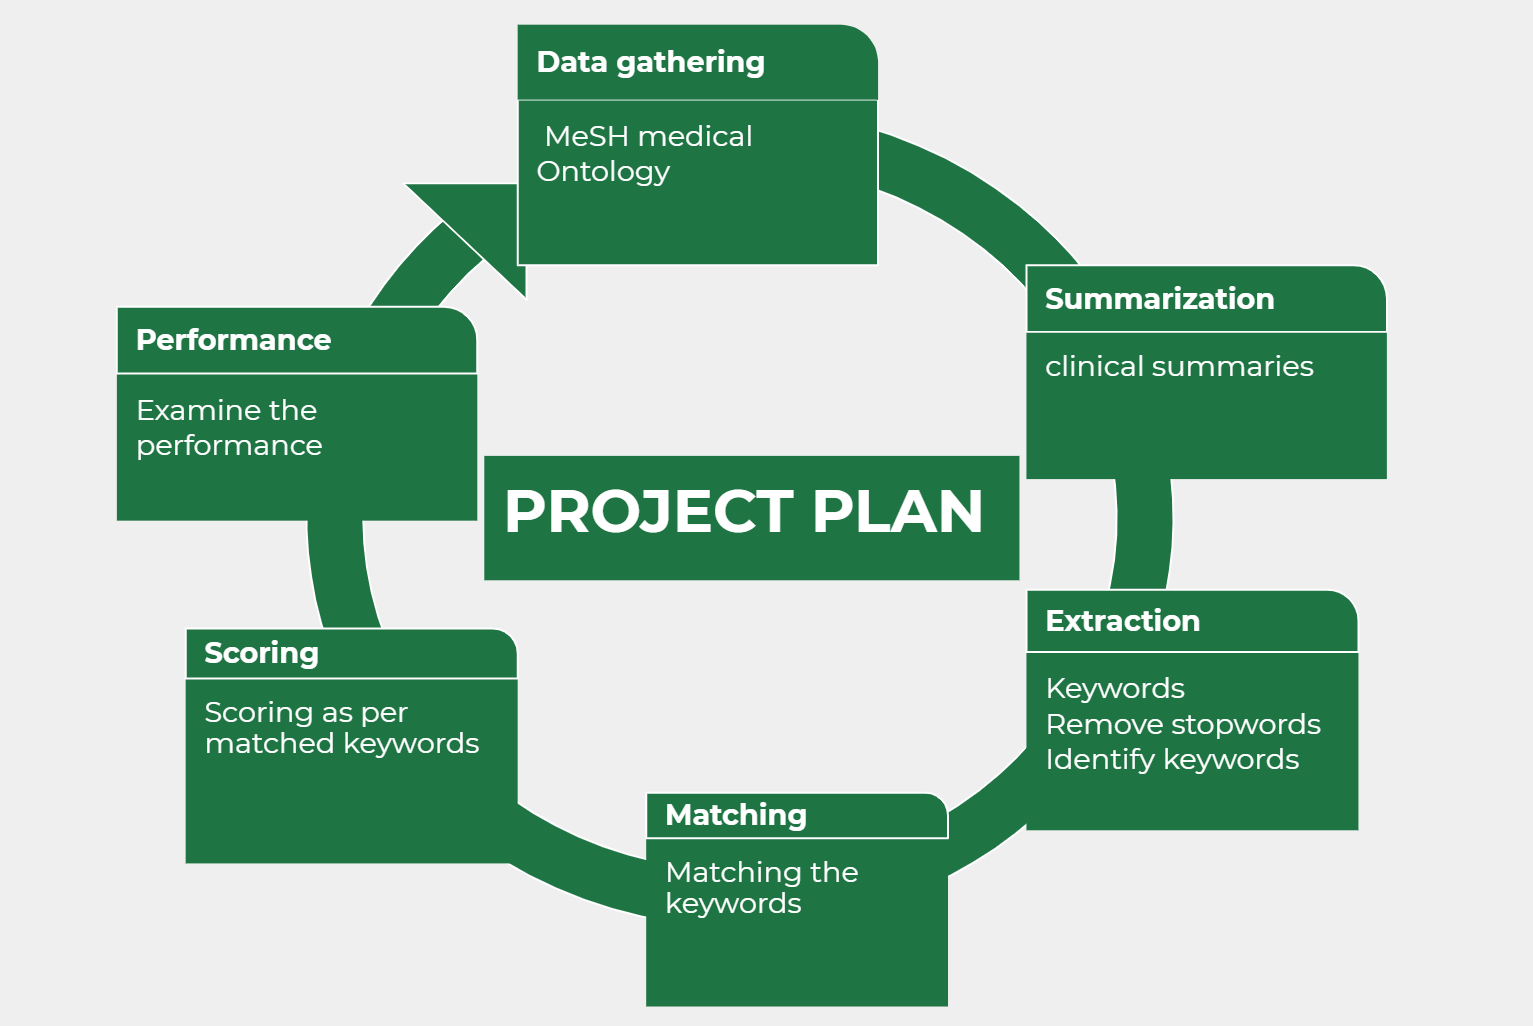 Data gathering
MeSH medical
Ontology
Summarization
clinical summaries
Extraction
Keywords
Remove stopwords
Identify keywords
Matching
Matching the
keywords
Scoring
Scoring as per
matched keywords
Performance
Examine the
performance
PROJECT PLAN